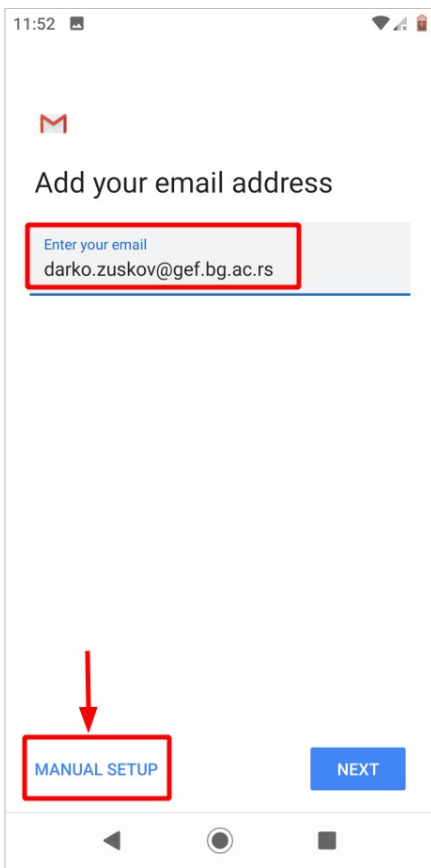 11:52
Add your email address
Enter your email
darko.zuskov@gef.bg.ac.rs
MANUAL SETUP
NEXT